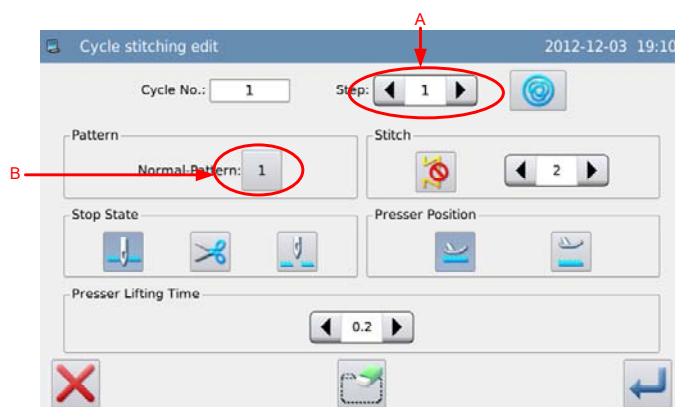 A
Cycle stitching edit 2012-12-03 19:10
Cycle No.: 1 Step: 1
Pattern Stitch
B Normal-Pattern: 1 2
Stop State Presser Position
Presser Lifting Time
0.2